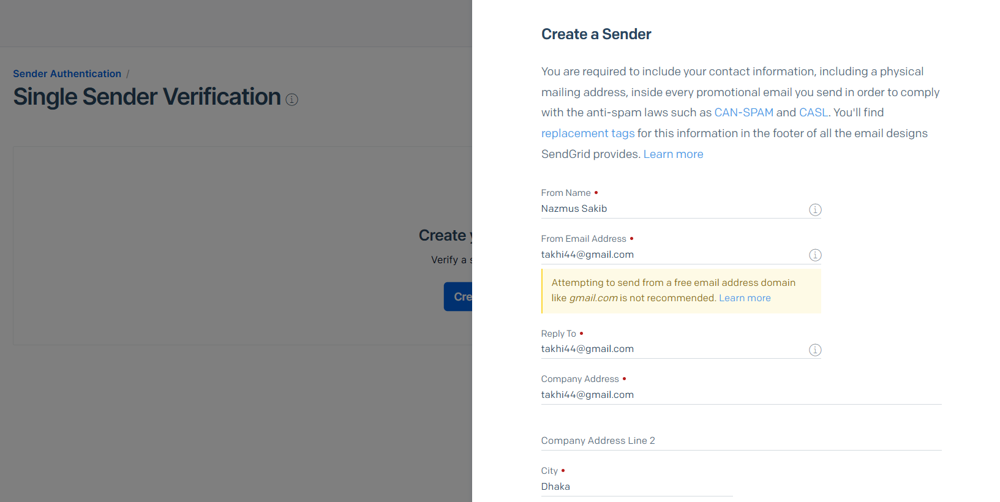 Sender Authentication /
Single Sender Verification
Create y
Verify a s
Cre
Create a Sender
You are required to include your contact information, including a physical
mailing address, inside every promotional email you send in order to comply
with the anti-spam laws such as CAN-SPAM and CASL. You'll find
replacement tags for this information in the footer of all the email designs
SendGrid provides. Learn more
From Name •
Nazmus Sakib
From Email Address •
takhi44@gmail.com
Attempting to send from a free email address domain
like gmail.com is not recommended. Learn more
Reply To •
takhi44@gmail.com
Company Address •
takhi44@gmail.com
Company Address Line 2
City •
Dhaka